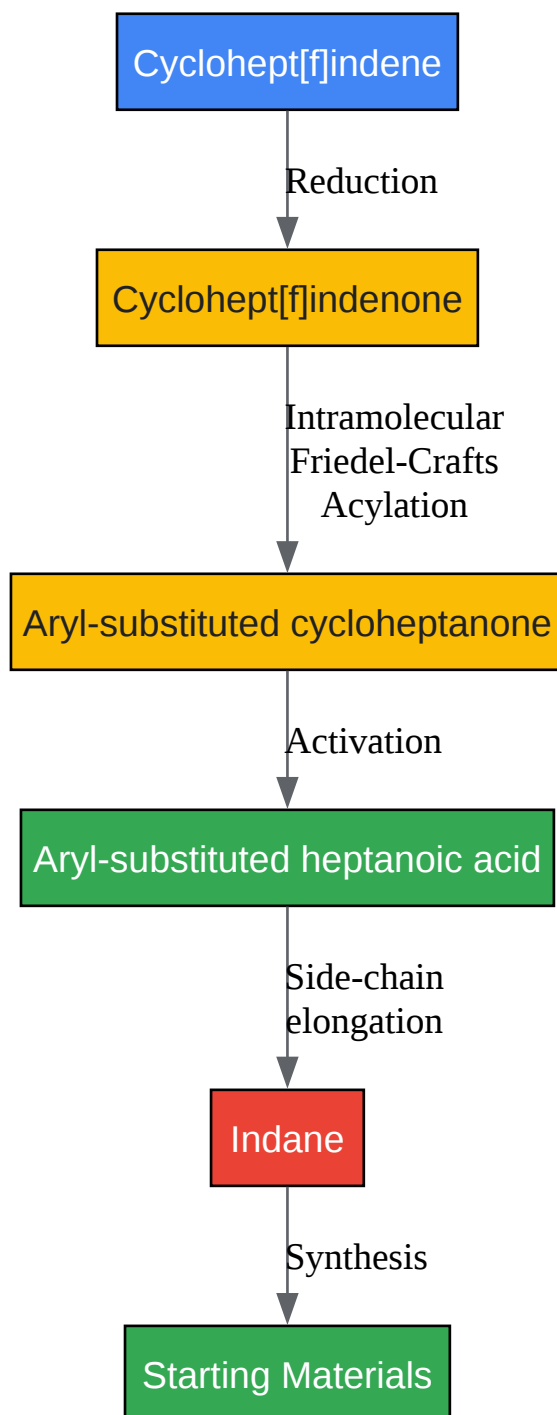 Cyclohept[f]indene
Reduction
Cyclohept[f]indenone
Intramolecular
Friedel-Crafts
Acylation
Aryl-substituted cycloheptanone
Activation
Aryl-substituted heptanoic acid
Side-chain
elongation
Indane
Synthesis
Starting Materials